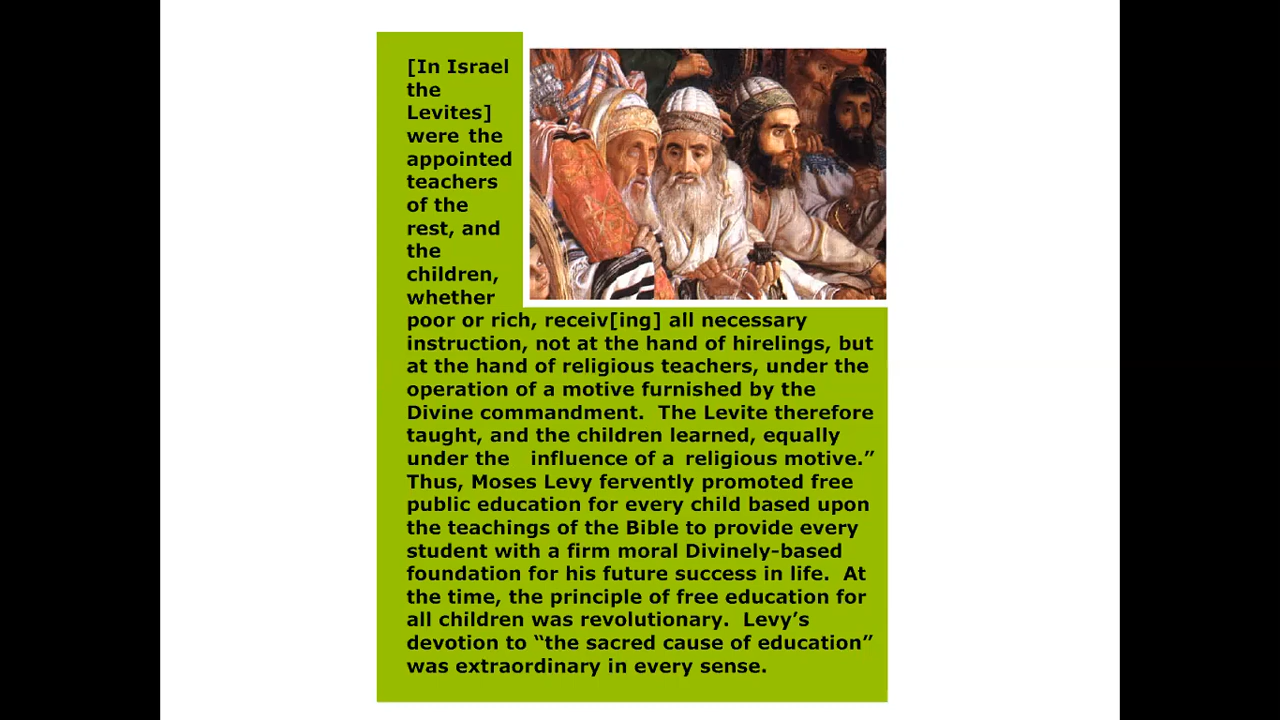 [In Israel
the
Levites]
were the
appointed
teachers
of the
rest, and
the
children,
whether
poor or rich, receiv[ing] all necessary
instruction, not at the hand of hirelings, but
at the hand of religious teachers, under the
operation of a motive furnished by the
Divine commandment.  The Levite therefore
taught, and the children learned, equally
under the   influence of a religious motive.”
Thus, Moses Levy fervently promoted free
public education for every child based upon
the teachings of the Bible to provide every
student with a firm moral Divinely-based
foundation for his future success in life.  At
the time, the principle of free education for
all children was revolutionary.  Levy’s
devotion to “the sacred cause of education”
was extraordinary in every sense.